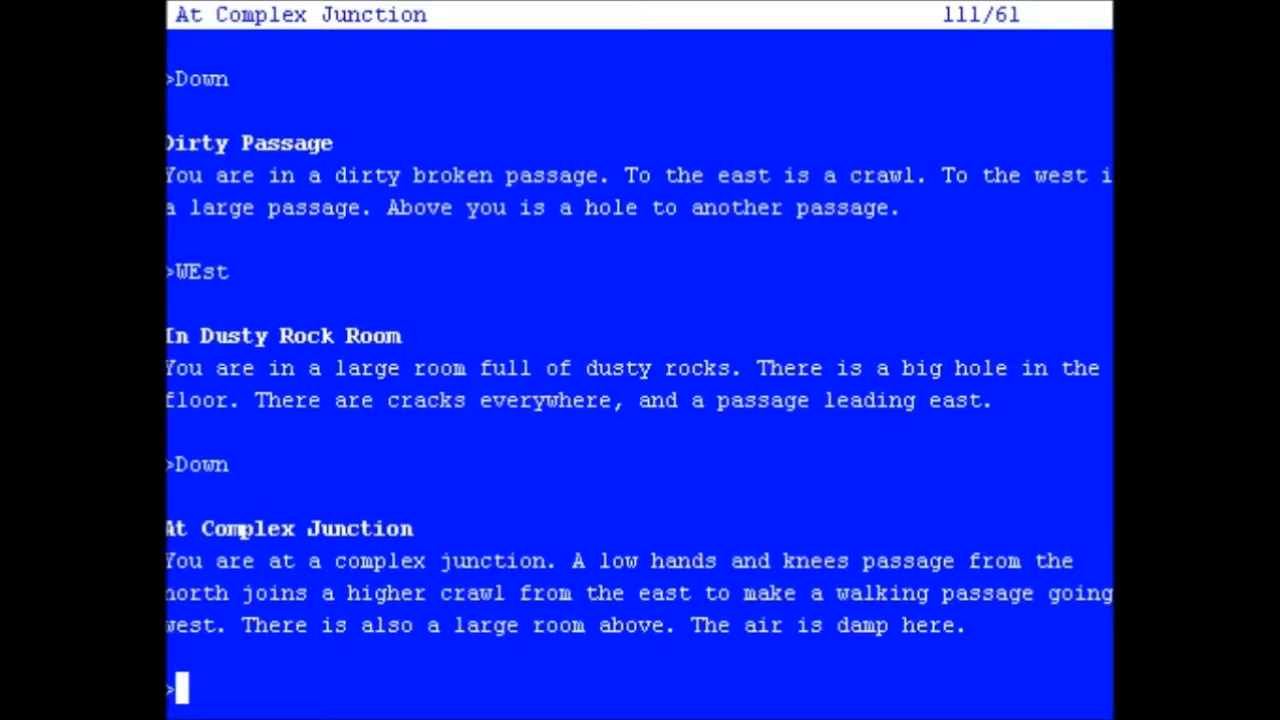 At Complex Junction 111/61
>Down
Dirty Passage
You are in a dirty broken passage. To the east is a crawl. To the west i
a large passage. Above you is a hole to another passage.
>WEst
In Dusty Rock Room
You are in a large room full of dusty rocks. There is a big hole in the
floor. There are cracks everywhere, and a passage leading east.
>Down
At Complex Junction
You are at a complex junction. A low hands and knees passage from the
north joins a higher crawl from the east to make a walking passage going
west. There is also a large room above. The air is damp here.
>